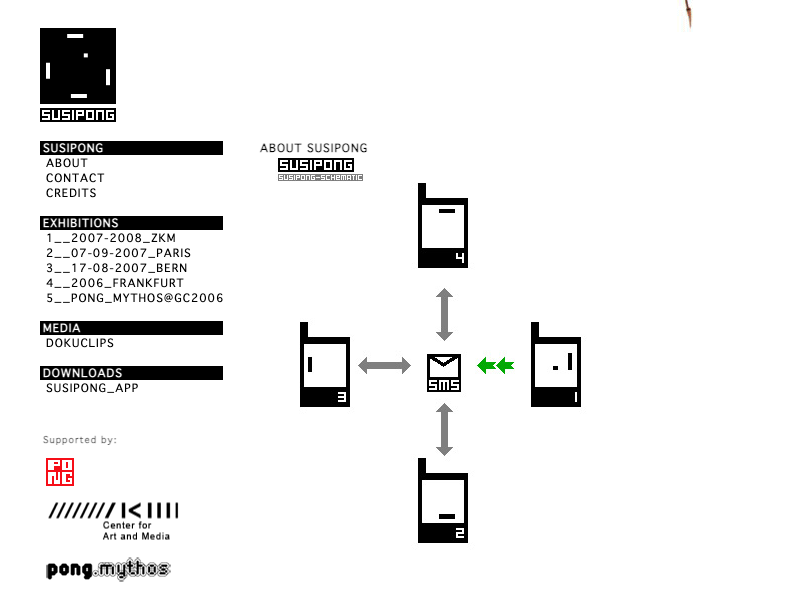 SUSIPONG
SUSIPONG
ABOUT
CONTACT
CREDITS
EXHIBITIONS
1__2007-2008_ZKM
2__07-09-2007_PARIS
3__17-08-2007_BERN
4__2006_FRANKFURT
5__PONG_MYTHOS@GC2006
MEDIA
DOKUCLIPS
DOWNLOADS
SUSIPONG_APP
Supported by:
PO
NG
Center for
Art and Media
pong.mythos
ABOUT SUSIPONG
SUSIPONG
SUSIPONG-SCHEMATIC
4
3
SMS
1
2